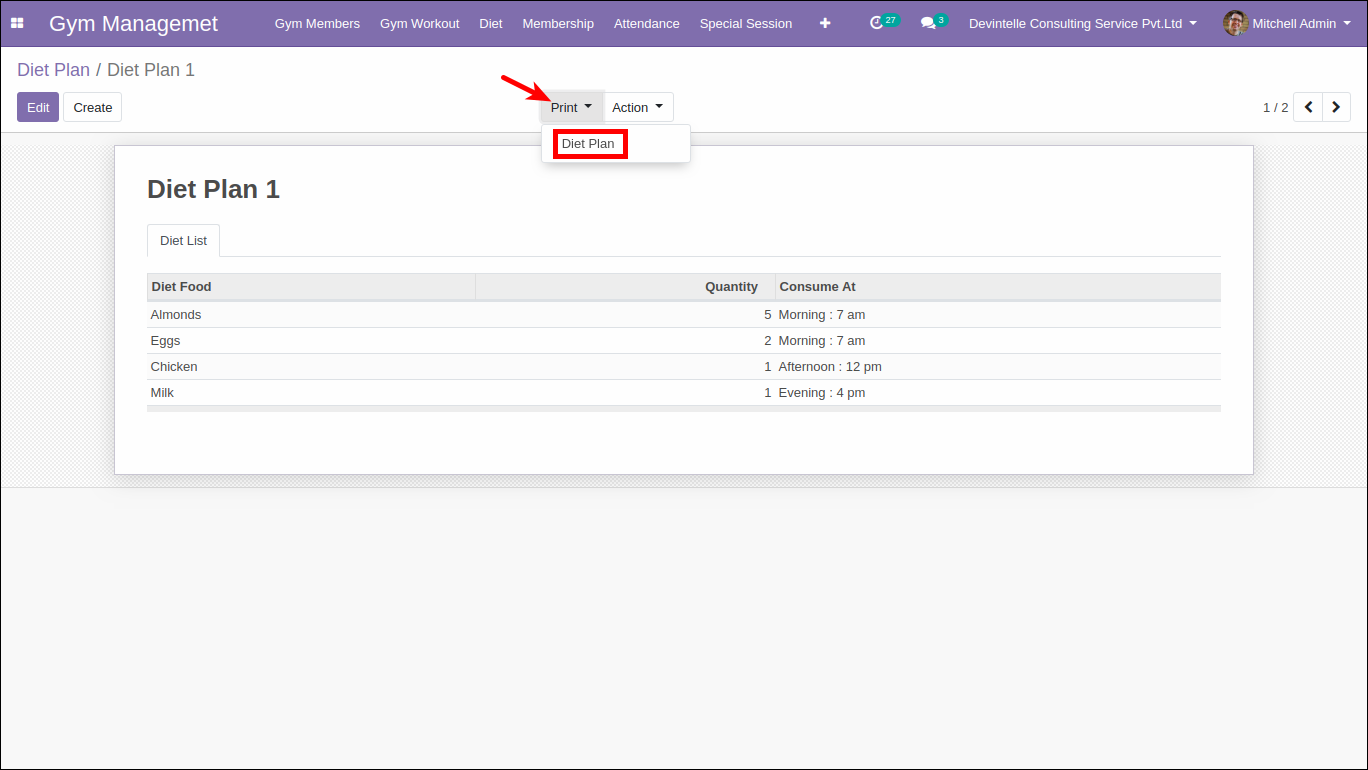 Gym Managemet Gym Members Gym Workout Diet Membership Attendance Special Session 27 3 Devintelle Consulting Service Pvt.Ltd Mitchell Admin
Diet Plan / Diet Plan 1
Edit Create Print Action 1 / 2
Diet Plan
Diet Plan 1
Diet List
Diet Food Quantity Consume At
Almonds 5 Morning : 7 am
Eggs 2 Morning : 7 am
Chicken 1 Afternoon : 12 pm
Milk 1 Evening : 4 pm